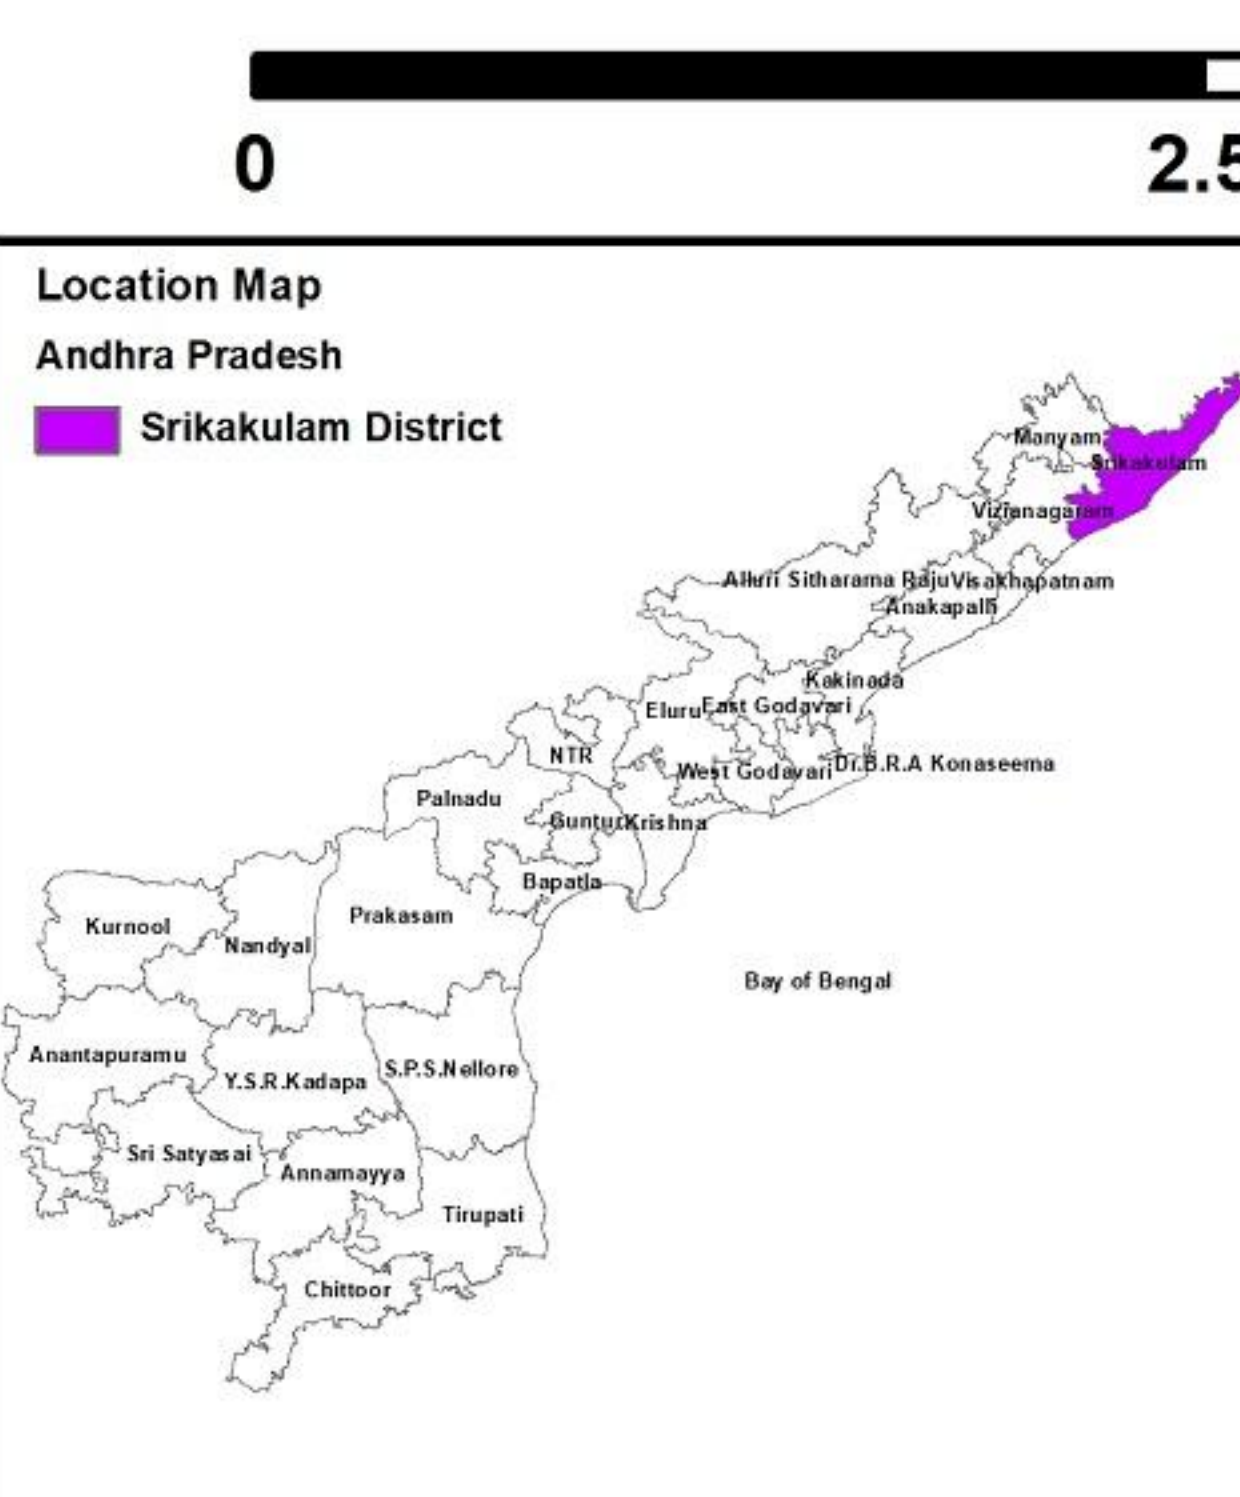 0 2.5
Location Map
Andhra Pradesh
Srikakulam District
Manyam
Srikakulam
Vizianagaram
Alluri Sitharama Raju
Visakhapatnam
Anakapalli
Kakinada
Eluru
East Godavari
NTR
West Godavari
Dr.B.R.A Konaseema
Palnadu
Guntur
Krishna
Bapatla
Prakasam
Kurnool
Nandyal
Bay of Bengal
Anantapuramu
Y.S.R.Kadapa
S.P.S.Nellore
Sri Satyasai
Annamayya
Tirupati
Chittoor